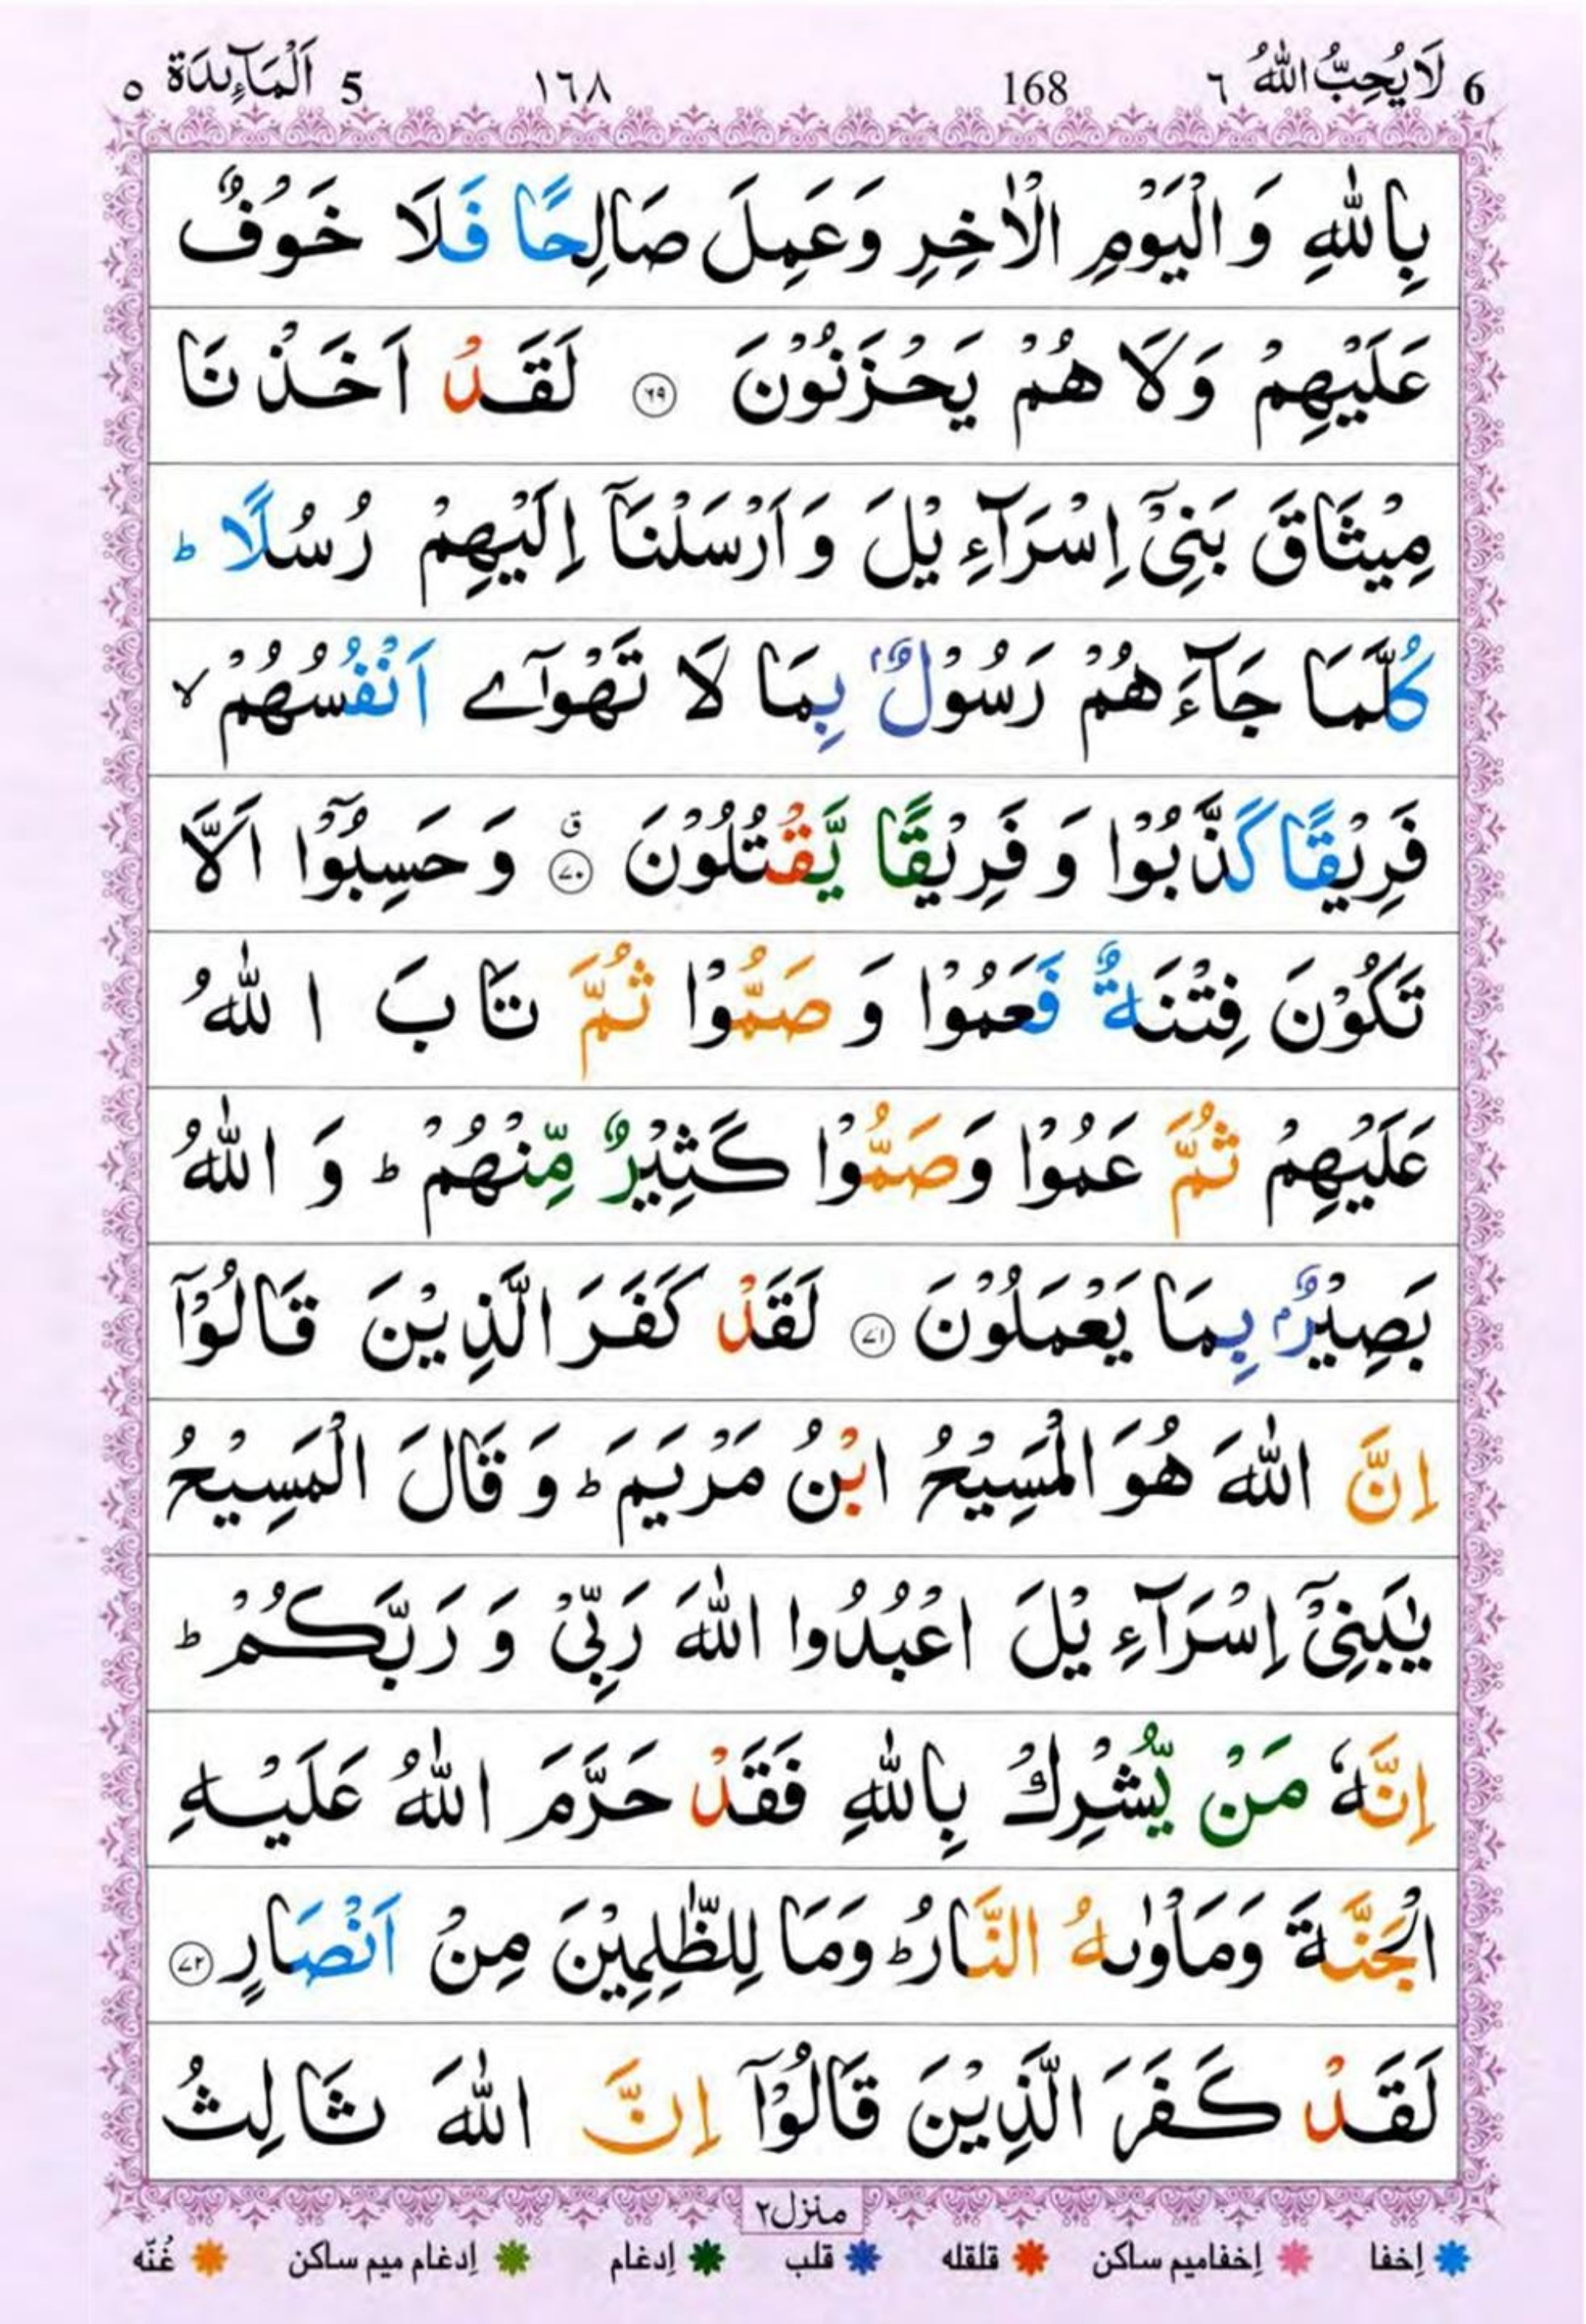 6 لَا يُحِبُّ اللّٰهُ ٦ 168 ١٦٨ 5 اَلْمَآئِدَة ٥
بِاللّٰهِ وَ الْيَوْمِ الْاٰخِرِ وَعَمِلَ صَالِحًا فَلَا خَوْفٌ
عَلَيْهِمْ وَلَا هُمْ يَحْزَنُوْنَ ﴿٦٩﴾ لَقَدْ اَخَذْنَا
مِيْثَاقَ بَنِيْۤ اِسْرَآءِيْلَ وَ اَرْسَلْنَاۤ اِلَيْهِمْ رُسُلًا ؕ
كُلَّمَا جَآءَهُمْ رَسُوْلٌۢ بِمَا لَا تَهْوٰٓى اَنْفُسُهُمْ ۙ
فَرِيْقًا كَذَّبُوْا وَ فَرِيْقًا يَّقْتُلُوْنَ ﴿٧٠﴾ ق وَ حَسِبُوْۤا اَلَّا
تَكُوْنَ فِتْنَةٌ فَعَمُوْا وَ صَمُّوْا ثُمَّ تَابَ اللّٰهُ
عَلَيْهِمْ ثُمَّ عَمُوْا وَصَمُّوْا كَثِيْرٌ مِّنْهُمْ ؕ وَ اللّٰهُ
بَصِيْرٌۢ بِمَا يَعْمَلُوْنَ ﴿٧١﴾ لَقَدْ كَفَرَ الَّذِيْنَ قَالُوْۤا
اِنَّ اللّٰهَ هُوَ الْمَسِيْحُ ابْنُ مَرْيَمَ ؕ وَ قَالَ الْمَسِيْحُ
يٰبَنِيْۤ اِسْرَآءِيْلَ اعْبُدُوا اللّٰهَ رَبِّيْ وَ رَبَّكُمْ ؕ
اِنَّهٗ مَنْ يُّشْرِكْ بِاللّٰهِ فَقَدْ حَرَّمَ اللّٰهُ عَلَيْهِ
الْجَنَّةَ وَمَاْوٰىهُ النَّارُ ؕ وَمَا لِلظّٰلِمِيْنَ مِنْ اَنْصَارٍ ﴿٧٢﴾
لَقَدْ كَفَرَ الَّذِيْنَ قَالُوْۤا اِنَّ اللّٰهَ ثَالِثُ
منزل٢
إخفا إخفاميم ساكن قلقله قلب إدغام إدغام ميم ساكن غُنّه